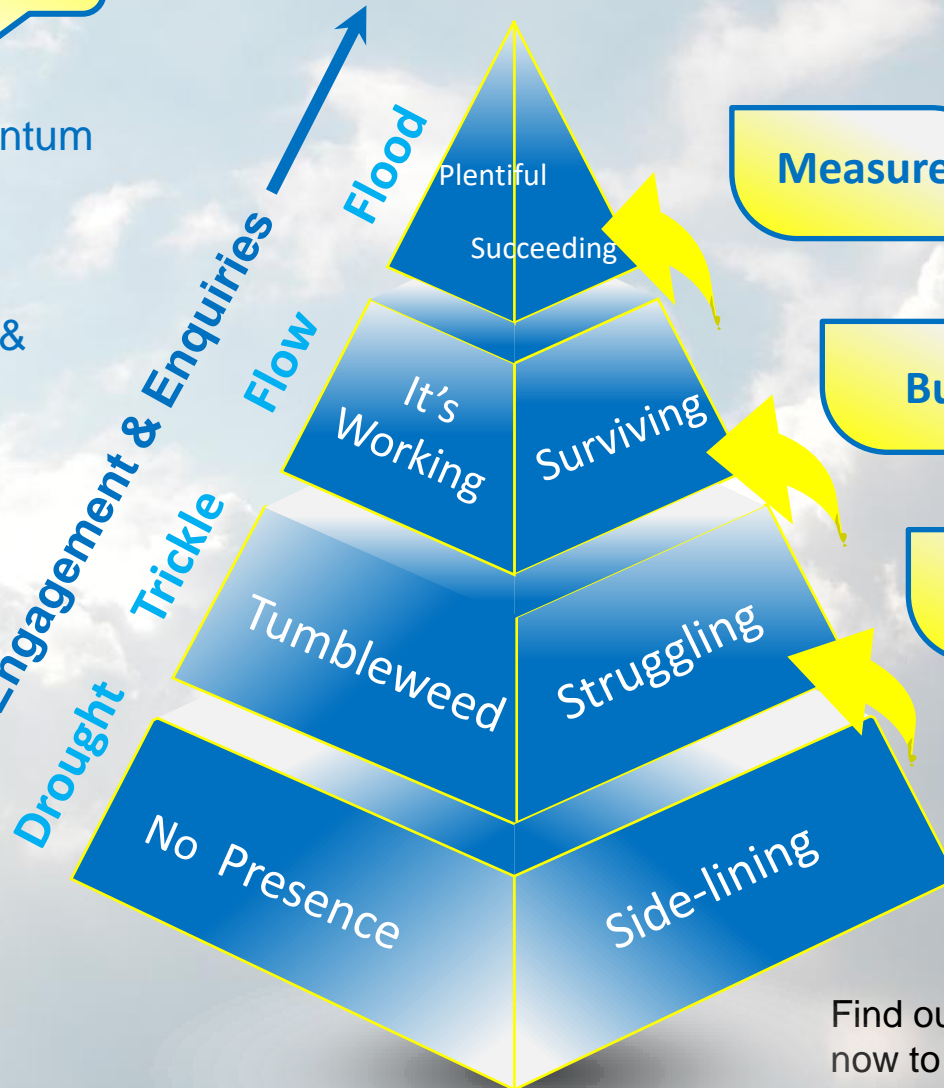 ntum
&
Engagement & Enquiries
Flood
Flow
Trickle
Drought
Plentiful
Succeeding
It's
Working
Surviving
Tumbleweed
Struggling
No Presence
Side-lining
Measure
Bu
Find ou
now to